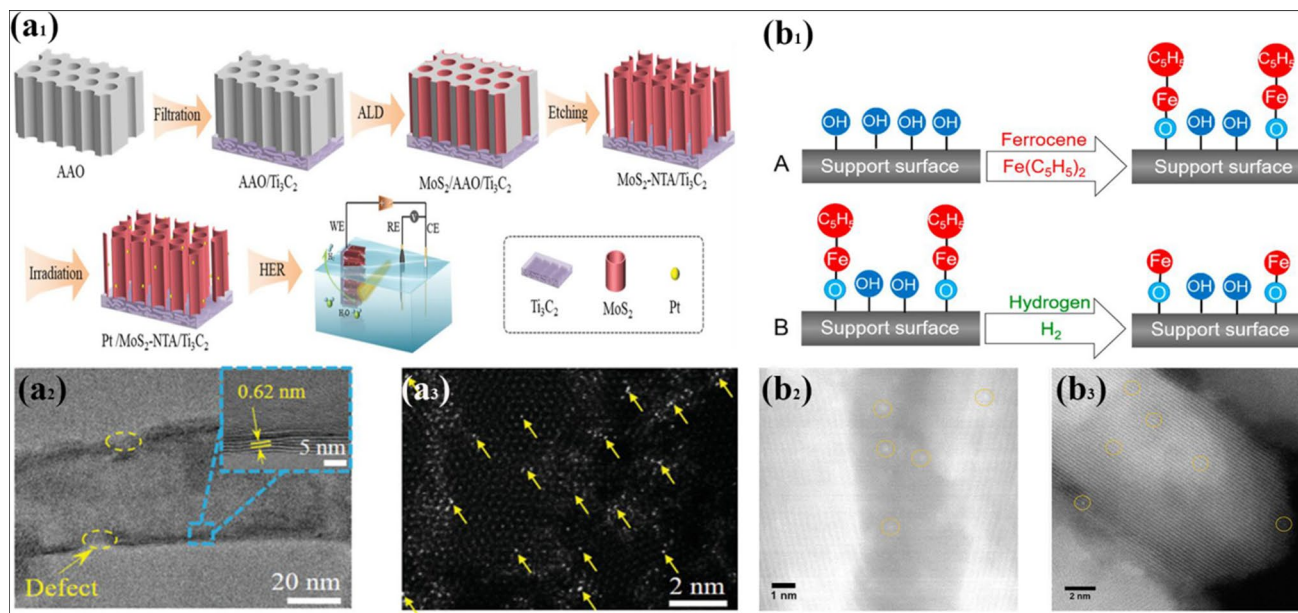 (a₁)
AAO
Filtration
AAO/Ti₃C₂
ALD
MoS₂/AAO/Ti₃C₂
Etching
MoS₂-NTA/Ti₃C₂
Irradiation
Pt /MoS₂-NTA/Ti₃C₂
HER
WE
RE
CE
V
H₂O
Ti₃C₂
MoS₂
Pt
(b₁)
A
OH OH OH OH
Support surface
Ferrocene
Fe(C₅H₅)₂
C₅H₅ C₅H₅
Fe Fe
O OH OH O
Support surface
B
C₅H₅ C₅H₅
Fe Fe
O OH OH O
Support surface
Hydrogen
H₂
Fe Fe
O OH OH O
Support surface
(a₂)
0.62 nm
5 nm
Defect
20 nm
(a₃)
2 nm
(b₂)
1 nm
(b₃)
2 nm